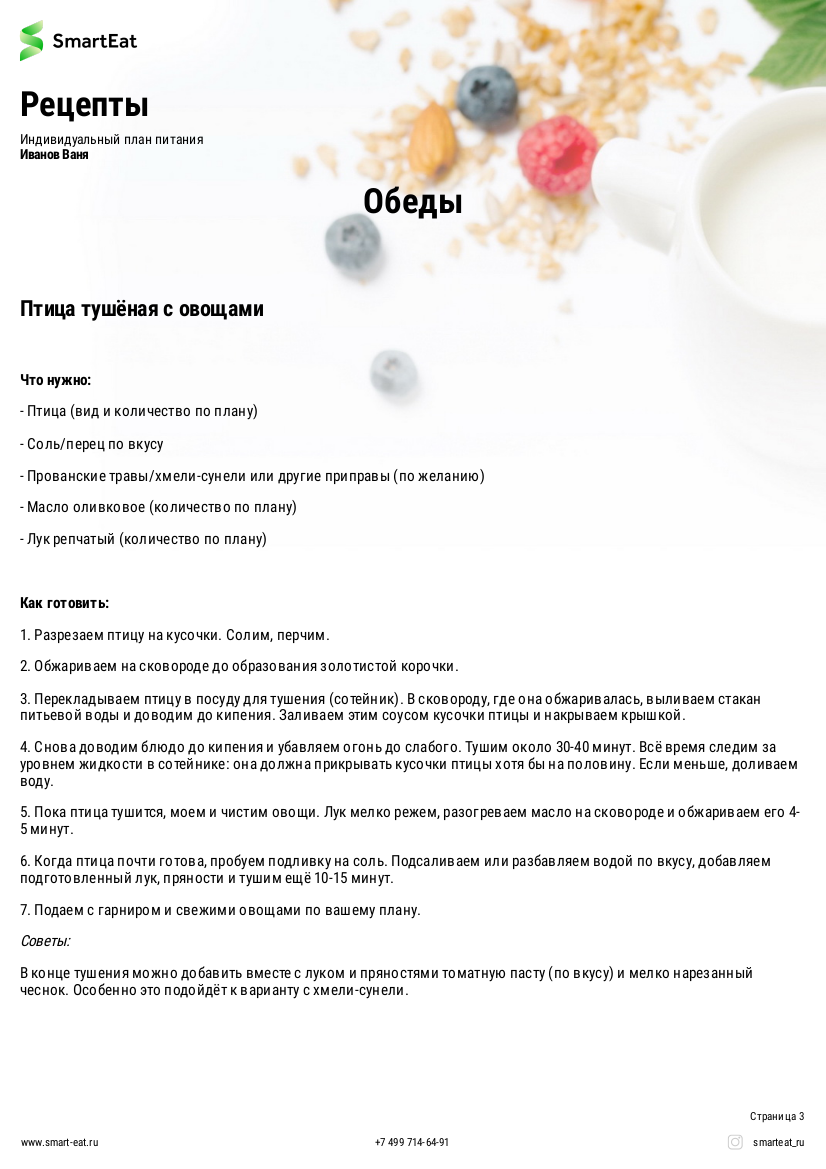 SmartEat
Рецепты
Индивидуальный план питания
Иванов Ваня
Обеды
Птица тушёная с овощами
Что нужно:
- Птица (вид и количество по плану)
- Соль/перец по вкусу
- Прованские травы/хмели-сунели или другие приправы (по желанию)
- Масло оливковое (количество по плану)
- Лук репчатый (количество по плану)
Как готовить:
1. Разрезаем птицу на кусочки. Солим, перчим.
2. Обжариваем на сковороде до образования золотистой корочки.
3. Перекладываем птицу в посуду для тушения (сотейник). В сковороду, где она обжаривалась, выливаем стакан
питьевой воды и доводим до кипения. Заливаем этим соусом кусочки птицы и накрываем крышкой.
4. Снова доводим блюдо до кипения и убавляем огонь до слабого. Тушим около 30-40 минут. Всё время следим за
уровнем жидкости в сотейнике: она должна прикрывать кусочки птицы хотя бы на половину. Если меньше, доливаем
воду.
5. Пока птица тушится, моем и чистим овощи. Лук мелко режем, разогреваем масло на сковороде и обжариваем его 4-
5 минут.
6. Когда птица почти готова, пробуем подливку на соль. Подсаливаем или разбавляем водой по вкусу, добавляем
подготовленный лук, пряности и тушим ещё 10-15 минут.
7. Подаем с гарниром и свежими овощами по вашему плану.
Советы:
В конце тушения можно добавить вместе с луком и пряностями томатную пасту (по вкусу) и мелко нарезанный
чеснок. Особенно это подойдёт к варианту с хмели-сунели.
Страница 3
www.smart-eat.ru
+7 499 714-64-91
smarteat_ru